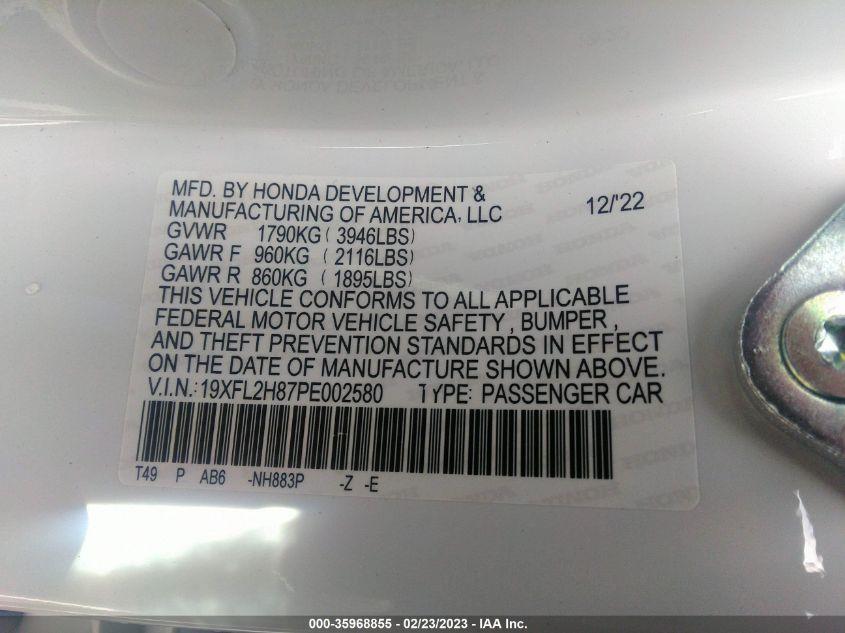 MFD. BY HONDA DEVELOPMENT &
MANUFACTURING OF AMERICA, LLC 12/'22
GVWR 1790KG ( 3946LBS)
GAWR F 960KG ( 2116LBS)
GAWR R 860KG ( 1895LBS)
THIS VEHICLE CONFORMS TO ALL APPLICABLE
FEDERAL MOTOR VEHICLE SAFETY , BUMPER ,
AND THEFT PREVENTION STANDARDS IN EFFECT
ON THE DATE OF MANUFACTURE SHOWN ABOVE.
V.I.N.: 19XFL2H87PE002580 TYPE: PASSENGER CAR
T49 P AB6 -NH883P -Z -E
000-35968855 - 02/23/2023 - IAA Inc.